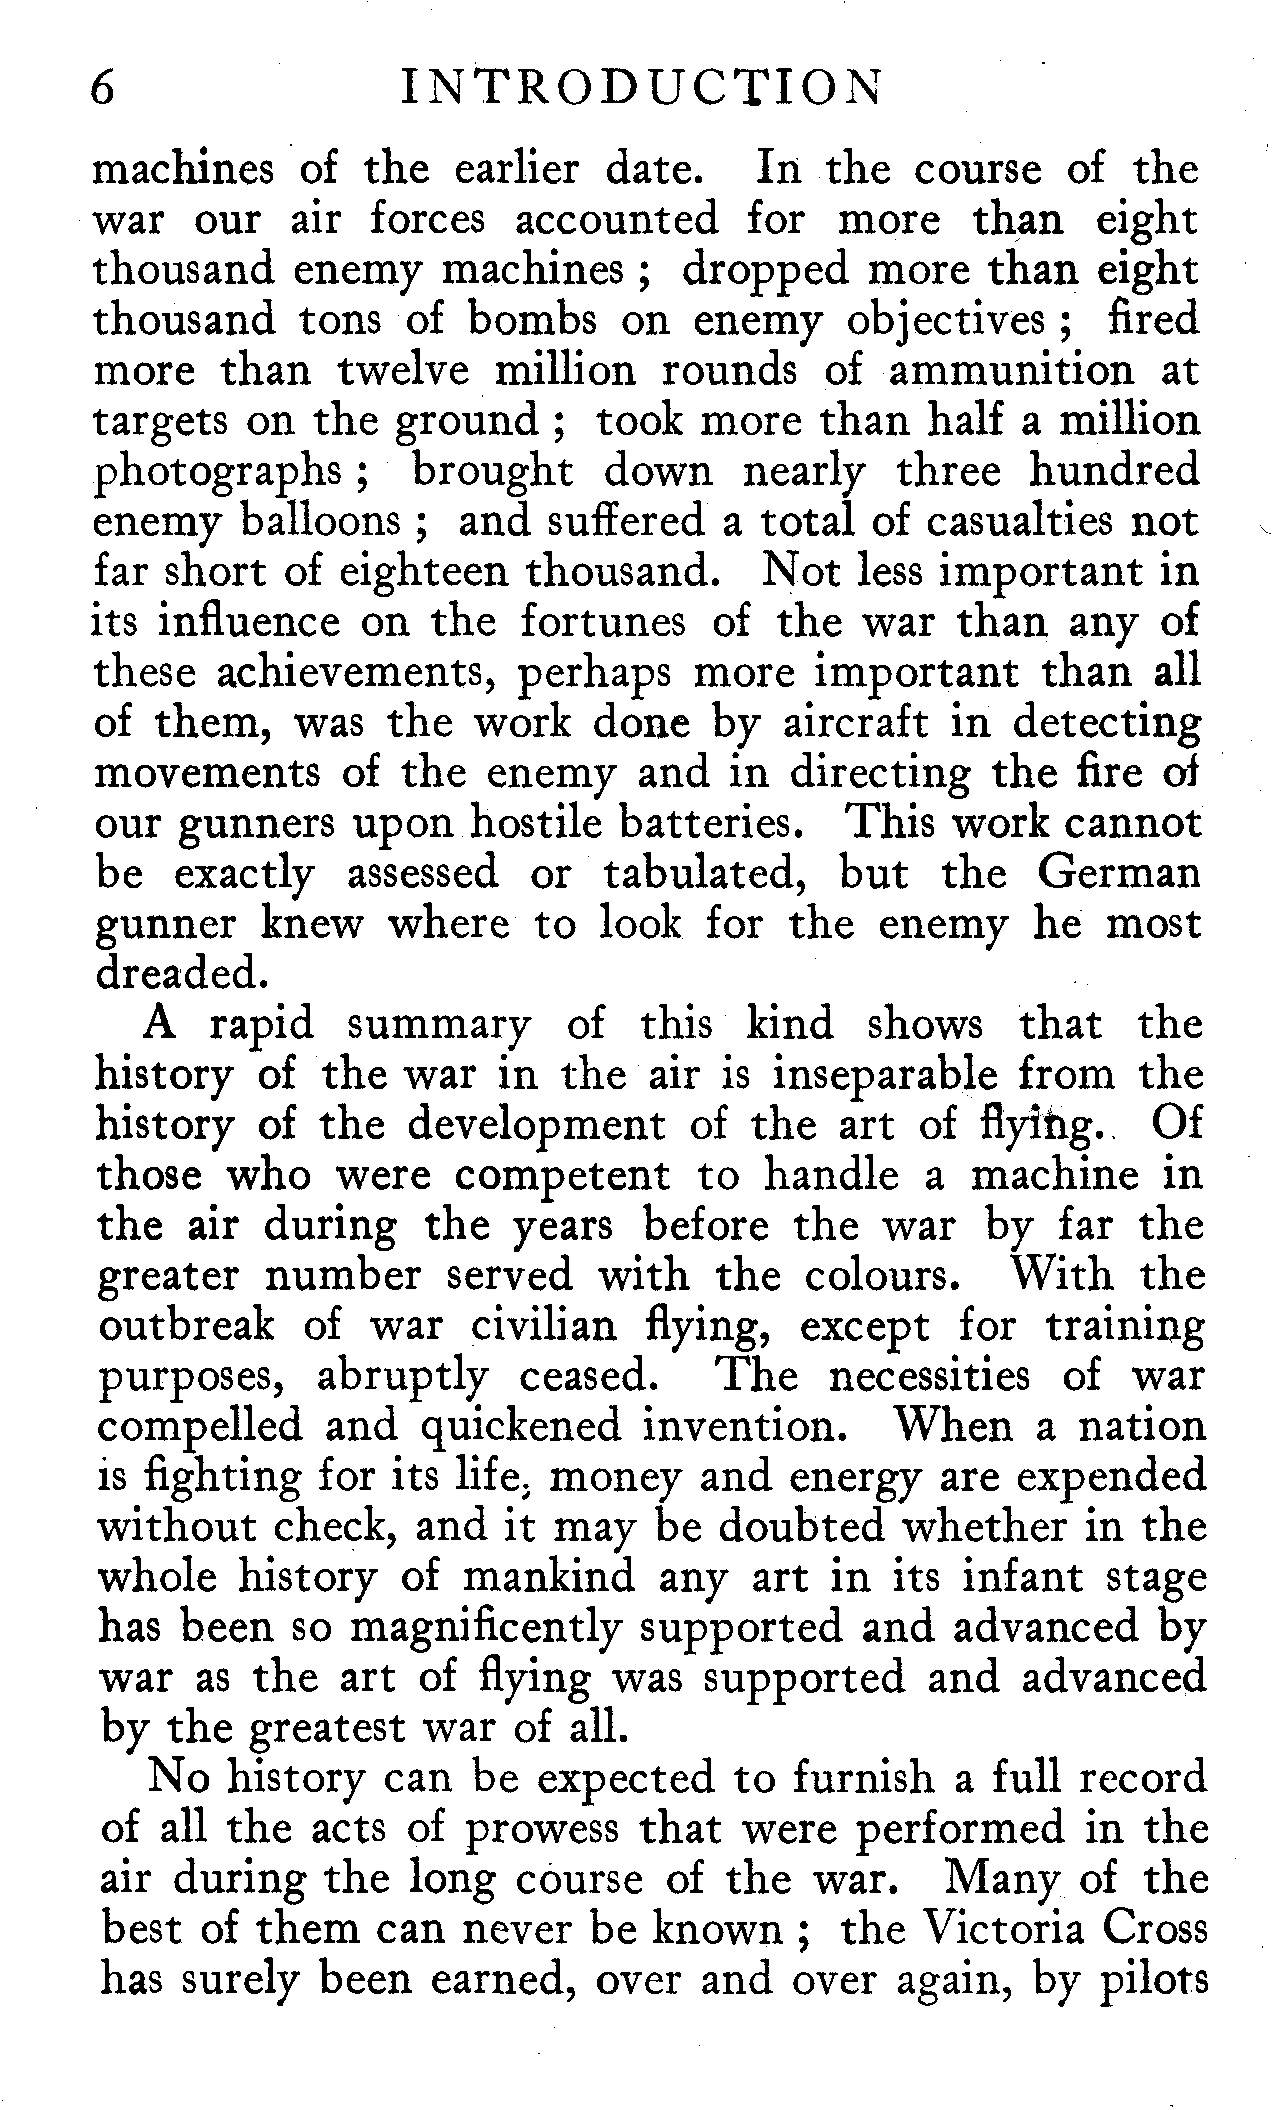 6 INTRODUCTION
machines of the earlier date. In the course of the
war our air forces accounted for more than eight
thousand enemy machines ; dropped more than eight
thousand tons of bombs on enemy objectives ; fired
more than twelve million rounds of ammunition at
targets on the ground ; took more than half a million
photographs ; brought down nearly three hundred
enemy balloons ; and suffered a total of casualties not
far short of eighteen thousand. Not less important in
its influence on the fortunes of the war than any of
these achievements, perhaps more important than all
of them, was the work done by aircraft in detecting
movements of the enemy and in directing the fire of
our gunners upon hostile batteries. This work cannot
be exactly assessed or tabulated, but the German
gunner knew where to look for the enemy he most
dreaded.
A rapid summary of this kind shows that the
history of the war in the air is inseparable from the
history of the development of the art of flying. Of
those who were competent to handle a machine in
the air during the years before the war by far the
greater number served with the colours. With the
outbreak of war civilian flying, except for training
purposes, abruptly ceased. The necessities of war
compelled and quickened invention. When a nation
is fighting for its life, money and energy are expended
without check, and it may be doubted whether in the
whole history of mankind any art in its infant stage
has been so magnificently supported and advanced by
war as the art of flying was supported and advanced
by the greatest war of all.
No history can be expected to furnish a full record
of all the acts of prowess that were performed in the
air during the long course of the war. Many of the
best of them can never be known ; the Victoria Cross
has surely been earned, over and over again, by pilots